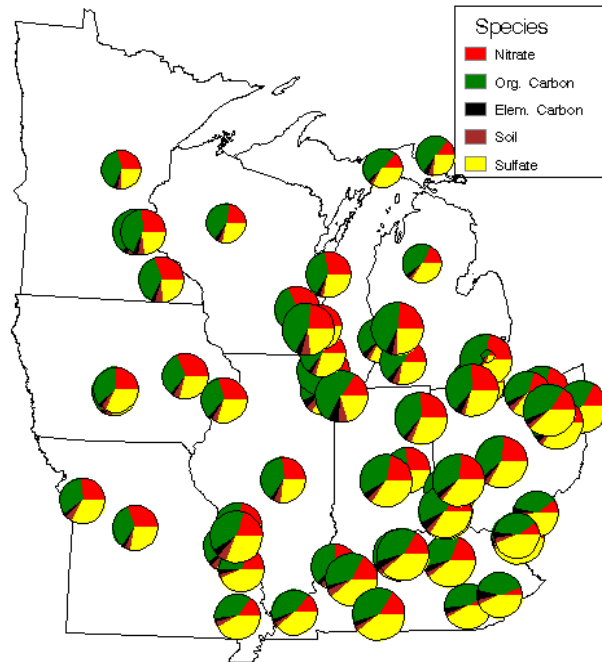 Species
Nitrate
Org. Carbon
Elem. Carbon
Soil
Sulfate